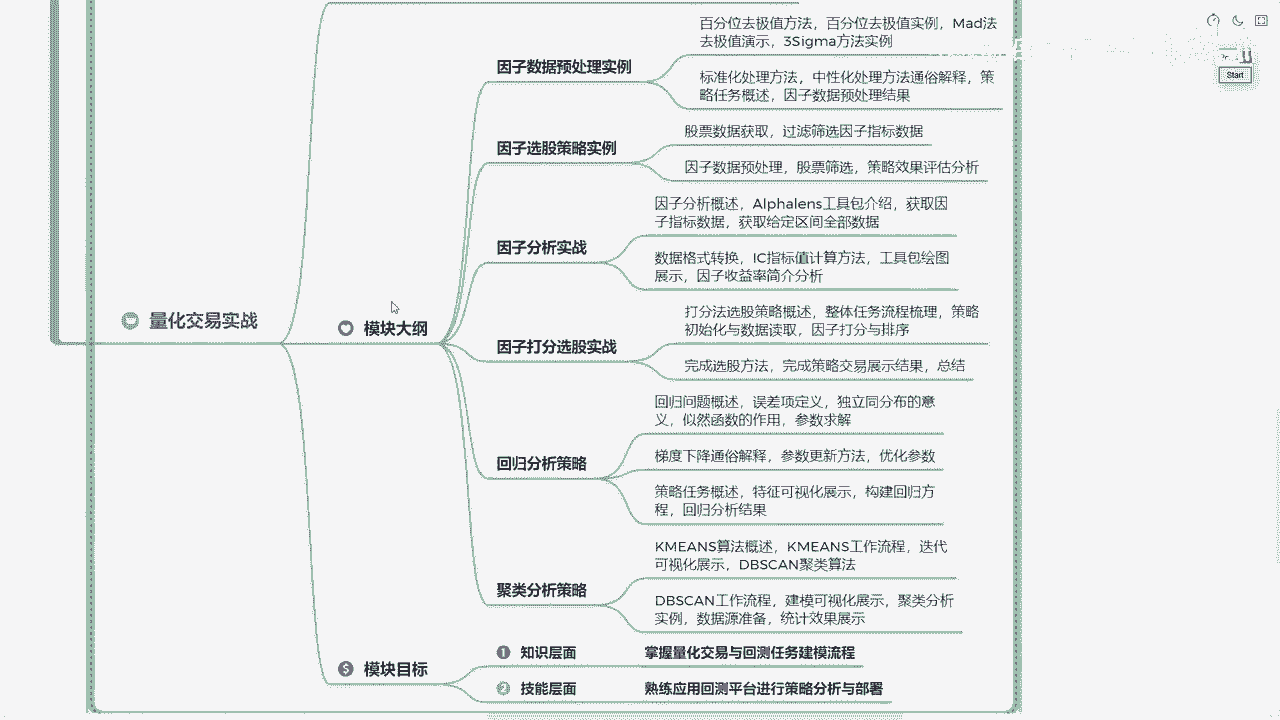 百分位去极值方法，百分位去极值实例，Mad法
去极值演示，3Sigma方法实例
因子数据预处理实例
标准化处理方法，中性化处理方法通俗解释，策
略任务概述，因子数据预处理结果
Start
股票数据获取，过滤筛选因子指标数据
因子选股策略实例
因子数据预处理，股票筛选，策略效果评估分析
因子分析概述，Alphalens工具包介绍，获取因
子指标数据，获取给定区间全部数据
因子分析实战
数据格式转换，IC指标值计算方法，工具包绘图
展示，因子收益率简介分析
量化交易实战
模块大纲
打分法选股策略概述，整体任务流程梳理，策略
初始化与数据读取，因子打分与排序
因子打分选股实战
完成选股方法，完成策略交易展示结果，总结
回归问题概述，误差项定义，独立同分布的意
义，似然函数的作用，参数求解
回归分析策略
梯度下降通俗解释，参数更新方法，优化参数
策略任务概述，特征可视化展示，构建回归方
程，回归分析结果
KMEANS算法概述，KMEANS工作流程，迭代
可视化展示，DBSCAN聚类算法
聚类分析策略
DBSCAN工作流程，建模可视化展示，聚类分析
实例，数据源准备，统计效果展示
模块目标
1 知识层面 掌握量化交易与回测任务建模流程
2 技能层面 熟练应用回测平台进行策略分析与部署